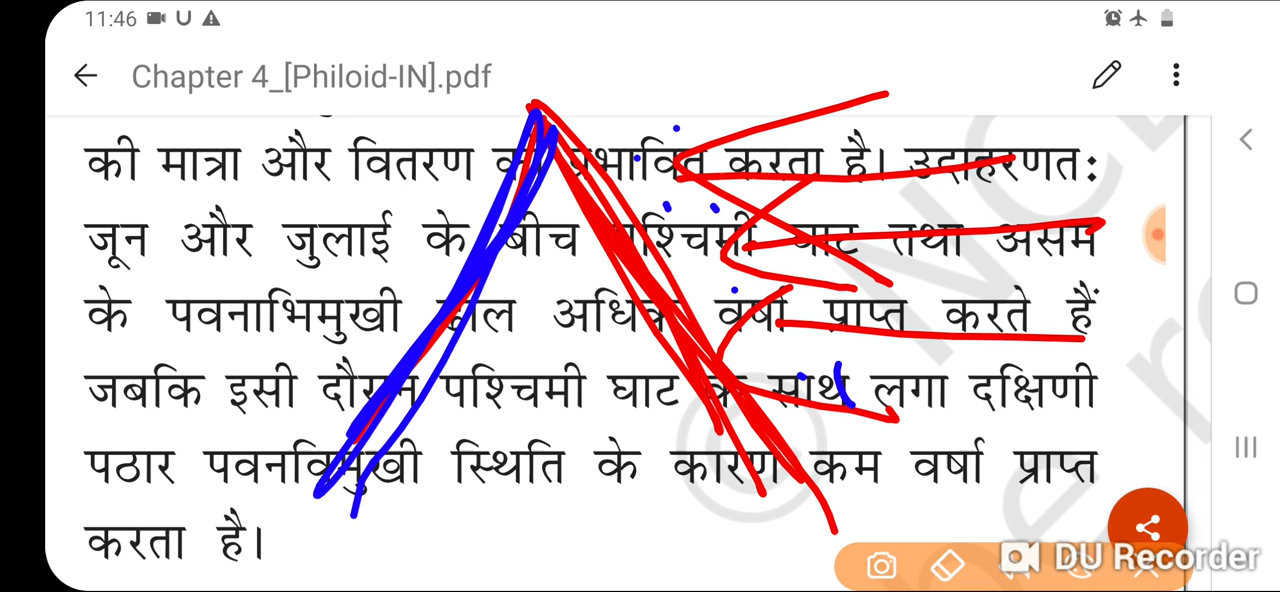 11:46
Chapter 4_[Philoid-IN].pdf
की मात्रा और वितरण को प्रभावित करता है। उदाहरणतः
जून और जुलाई के बीच पश्चिमी घाट तथा असम
के पवनाभिमुखी ढाल अधिक वर्षा प्राप्त करते हैं
जबकि इसी दौरान पश्चिमी घाट के साथ लगा दक्षिणी
पठार पवनविमुखी स्थिति के कारण कम वर्षा प्राप्त
करता है।
DU Recorder